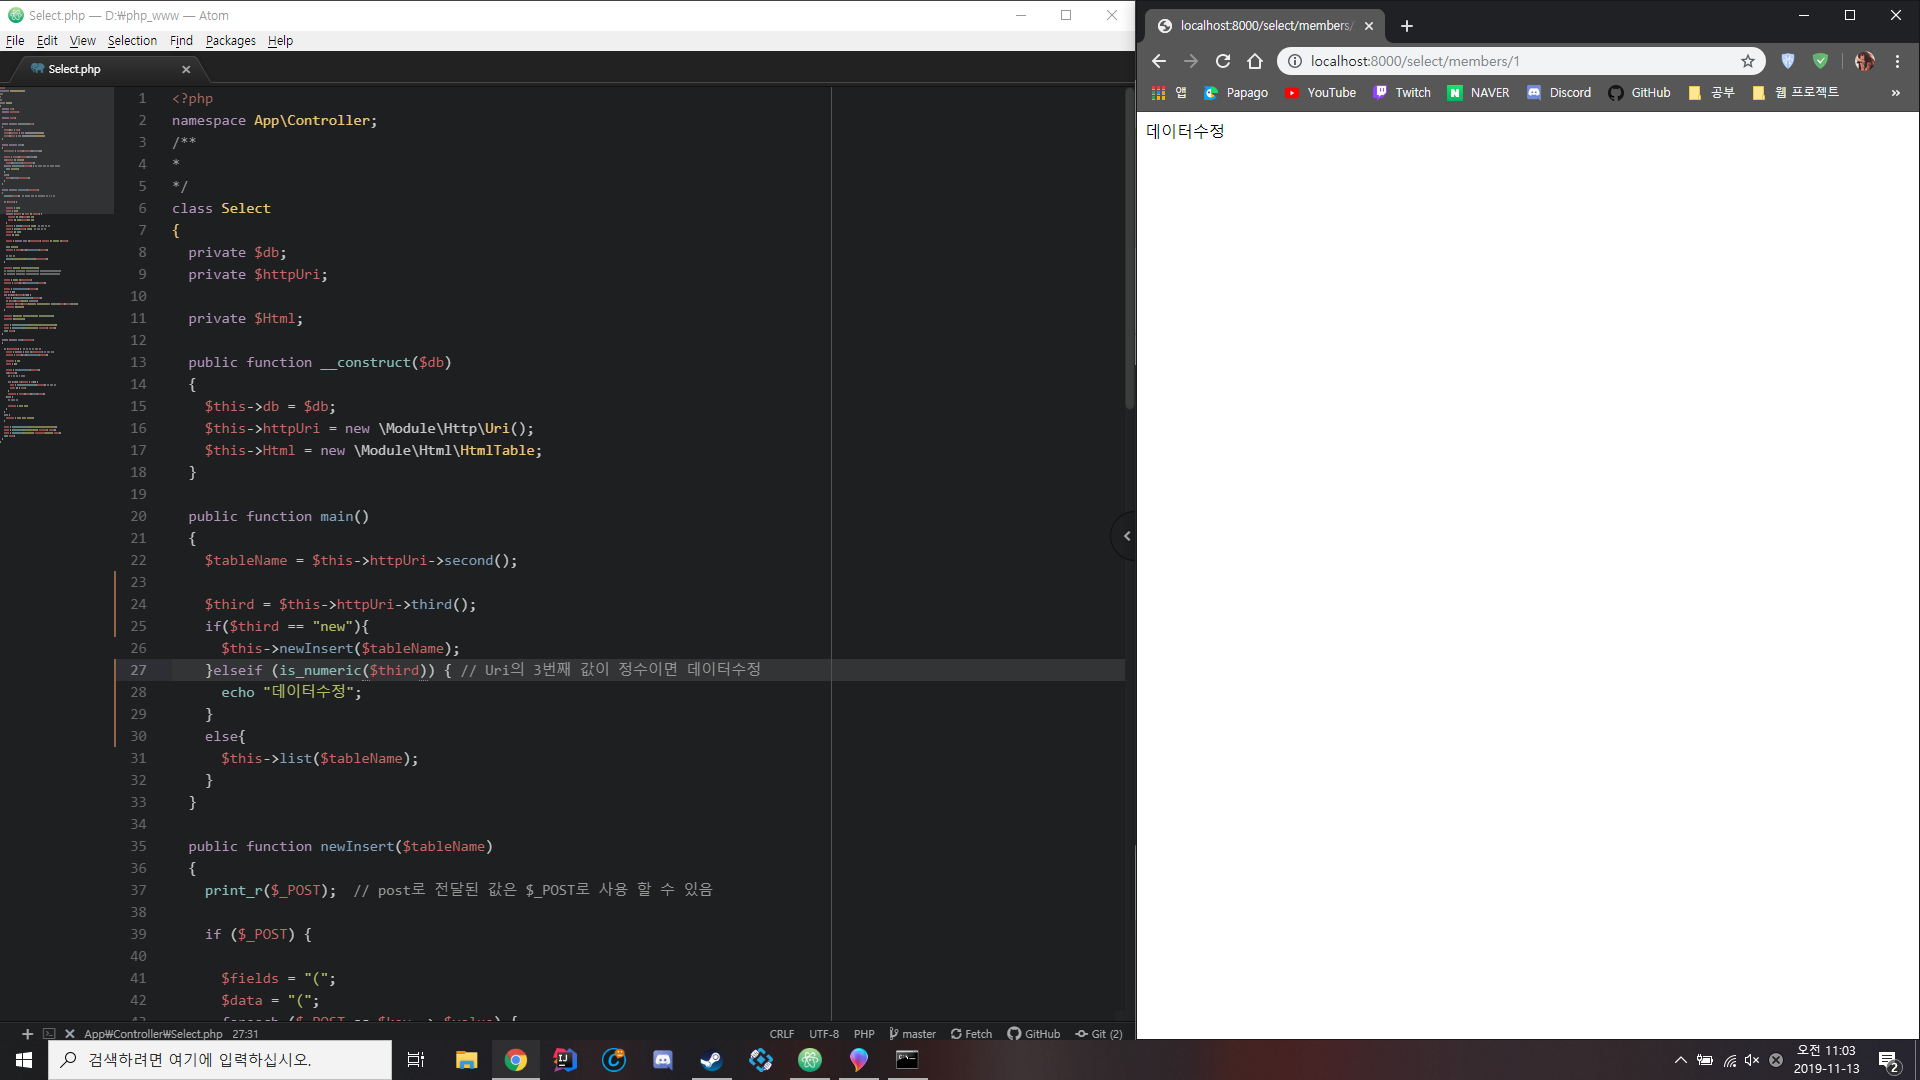 Select.php — D:₩php_www — Atom
File Edit View Selection Find Packages Help
Select.php
1 <?php
2 namespace App\Controller;
3 /**
4 *
5 */
6 class Select
7 {
8 private $db;
9 private $httpUri;
10
11 private $Html;
12
13 public function __construct($db)
14 {
15 $this->db = $db;
16 $this->httpUri = new \Module\Http\Uri();
17 $this->Html = new \Module\Html\HtmlTable;
18 }
19
20 public function main()
21 {
22 $tableName = $this->httpUri->second();
23
24 $third = $this->httpUri->third();
25 if($third == "new"){
26 $this->newInsert($tableName);
27 }elseif (is_numeric($third)) { // Uri의 3번째 값이 정수이면 데이터수정
28 echo "데이터수정";
29 }
30 else{
31 $this->list($tableName);
32 }
33 }
34
35 public function newInsert($tableName)
36 {
37 print_r($_POST); // post로 전달된 값은 $_POST로 사용 할 수 있음
38
39 if ($_POST) {
40
41 $fields = "(";
42 $data = "(";
43 foreach ($_POST as $key => $value) {
App₩Controller₩Select.php 27:31 CRLF UTF-8 PHP master Fetch GitHub Git (2)
localhost:8000/select/members/
localhost:8000/select/members/1
앱 Papago YouTube Twitch NAVER Discord GitHub 공부 웹 프로젝트 »
데이터수정
검색하려면 여기에 입력하십시오.
오전 11:03
2019-11-13
2